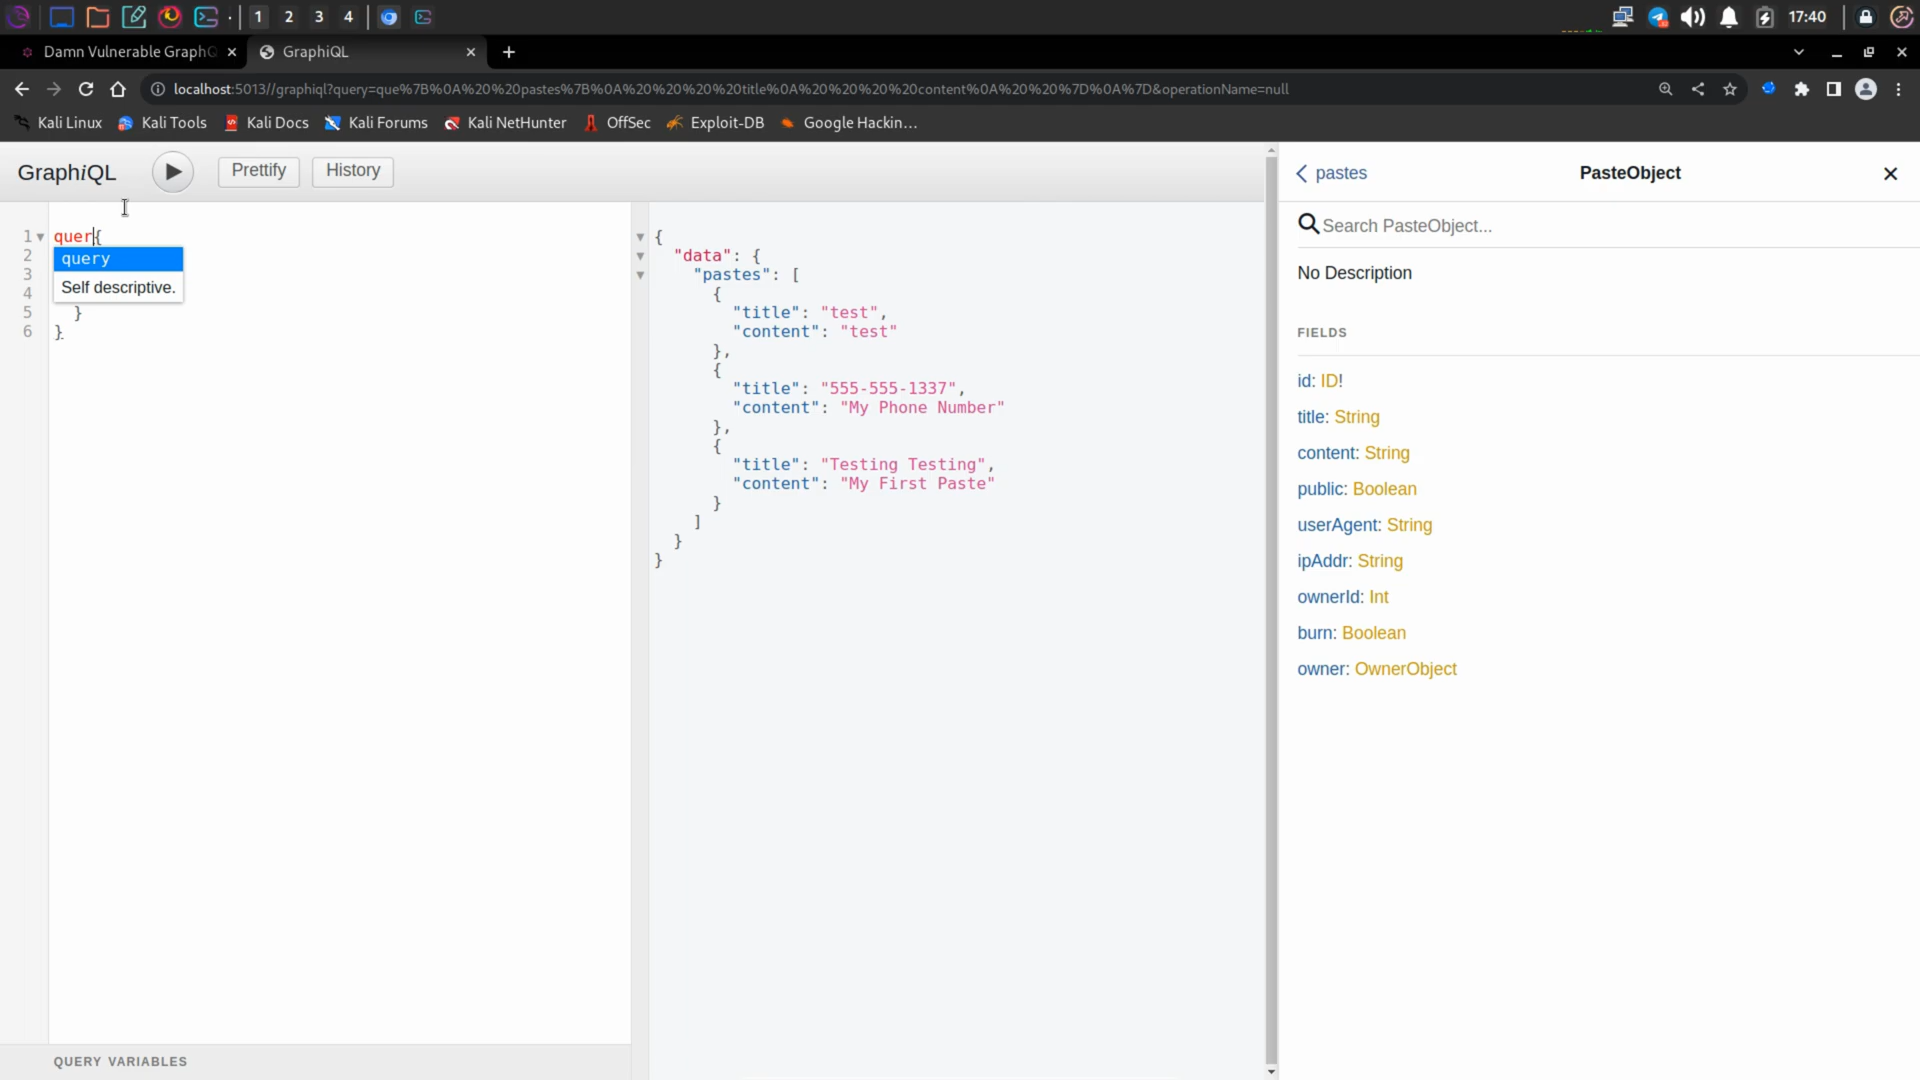 1 2 3 4 17:40
Damn Vulnerable GraphQ GraphiQL
localhost:5013//graphiql?query=que%7B%0A%20%20pastes%7B%0A%20%20%20%20title%0A%20%20%20%20content%0A%20%20%7D%0A%7D&operationName=null
Kali Linux Kali Tools Kali Docs Kali Forums Kali NetHunter OffSec Exploit-DB Google Hackin…
GraphiQL Prettify History
1 quer{
2 query
3 Self descriptive.
4
5 }
6 }
QUERY VARIABLES
{
"data": {
"pastes": [
{
"title": "test",
"content": "test"
},
{
"title": "555-555-1337",
"content": "My Phone Number"
},
{
"title": "Testing Testing",
"content": "My First Paste"
}
]
}
}
pastes PasteObject
Search PasteObject...
No Description
FIELDS
id: ID!
title: String
content: String
public: Boolean
userAgent: String
ipAddr: String
ownerId: Int
burn: Boolean
owner: OwnerObject